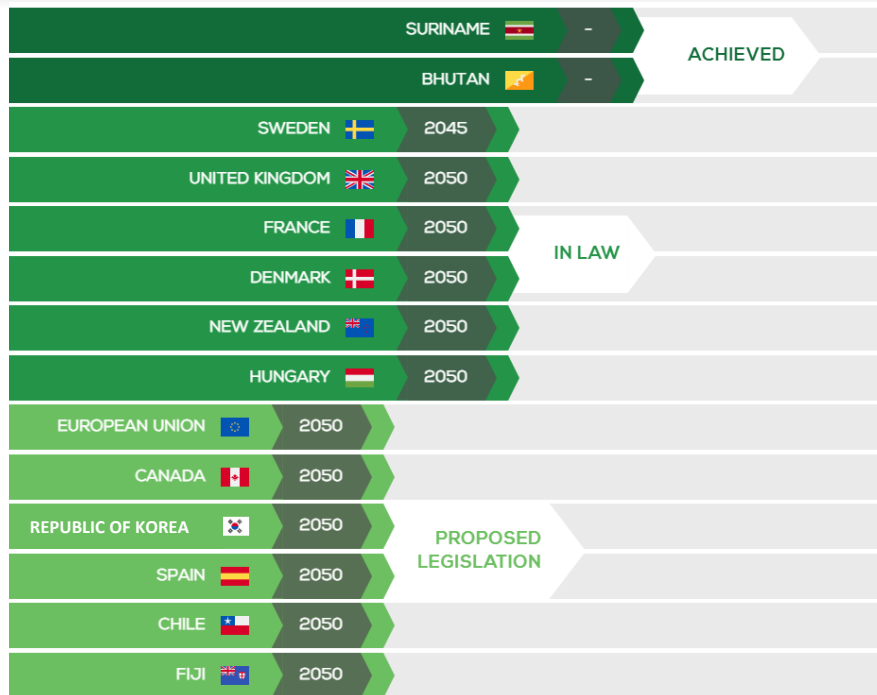 SURINAME -
ACHIEVED
BHUTAN -
SWEDEN 2045
UNITED KINGDOM 2050
FRANCE 2050
IN LAW
DENMARK 2050
NEW ZEALAND 2050
HUNGARY 2050
EUROPEAN UNION 2050
CANADA 2050
REPUBLIC OF KOREA 2050
PROPOSED
LEGISLATION
SPAIN 2050
CHILE 2050
FIJI 2050